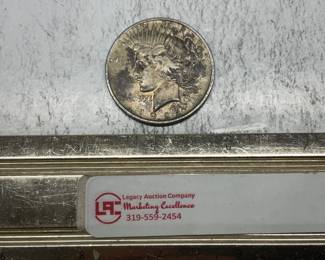 Legacy Auction Company
LAC Marketing Excellence
319-559-2454